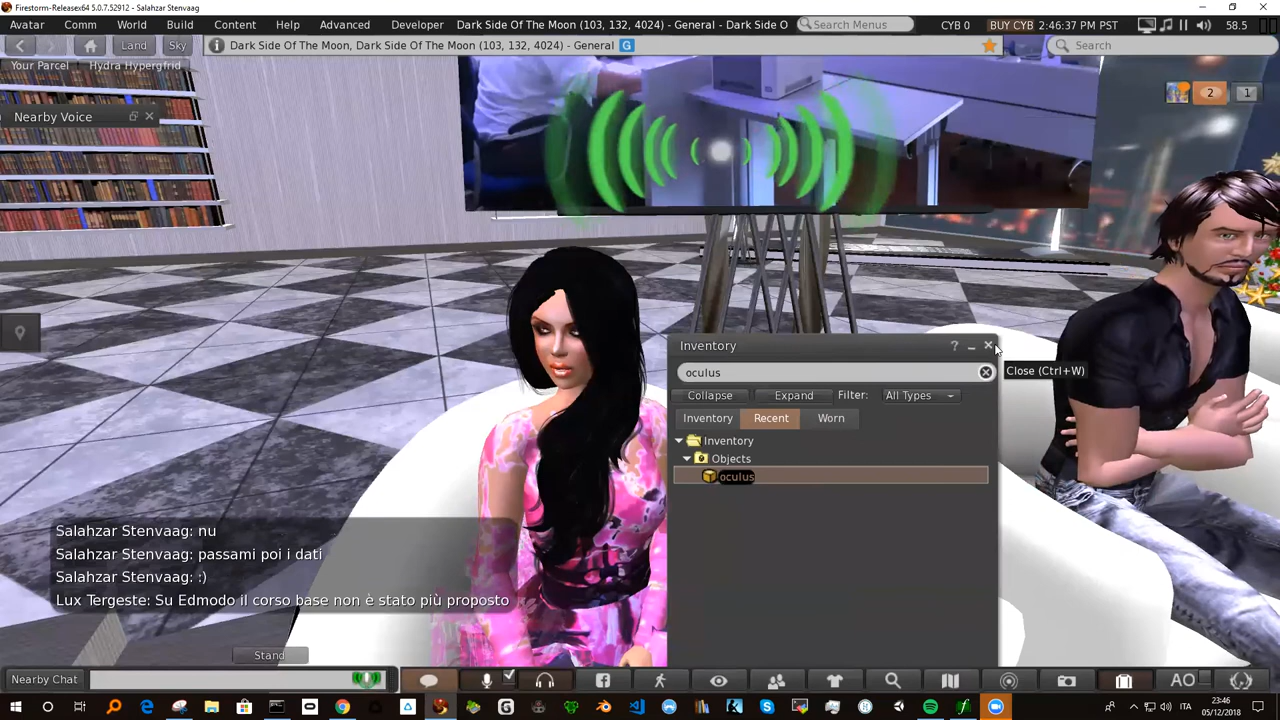 Firestorm-Releasex64 5.0.7.52912 - Salahzar Stenvaag
Avatar Comm World Build Content Help Advanced Developer Dark Side Of The Moon (103, 132, 4024) - General - Dark Side O Search Menus CYB 0 BUY CYB 2:46:37 PM PST 58.5
Land Sky Dark Side Of The Moon, Dark Side Of The Moon (103, 132, 4024) - General G Search
Your Parcel Hydra Hypergfrid
2 1
Nearby Voice
Inventory ?
oculus
Close (Ctrl+W)
Collapse Expand Filter: All Types
Inventory Recent Worn
Inventory
Objects
oculus
Salahzar Stenvaag: nu
Salahzar Stenvaag: passami poi i dati
Salahzar Stenvaag: ;)
Lux Tergeste: Su Edmodo il corso base non è stato più proposto
Stand
Nearby Chat AO
ITA
23:46
05/12/2018